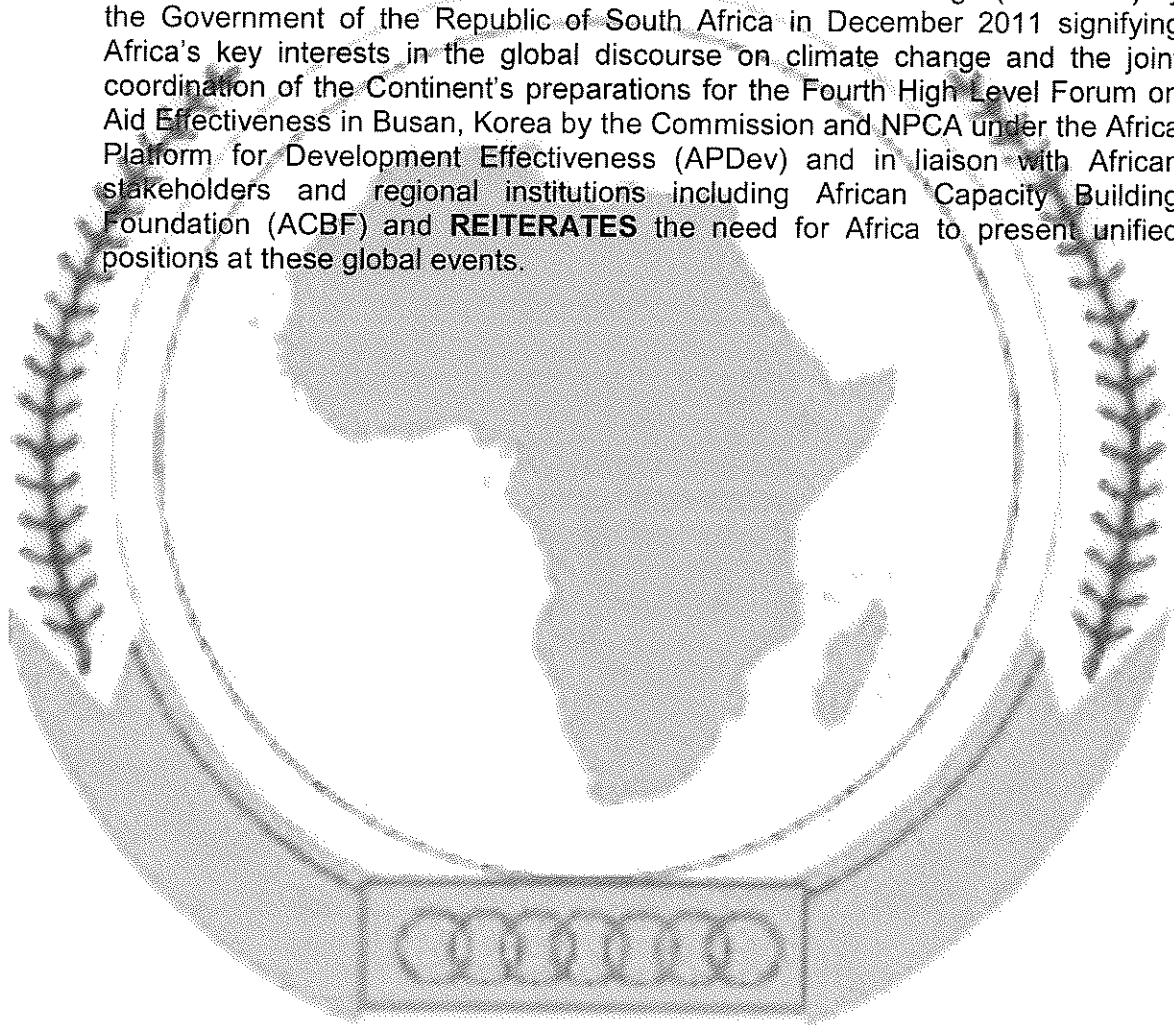 the Government of the Republic of South Africa in December 2011 signifying
Africa's key interests in the global discourse on climate change and the joint
coordination of the Continent's preparations for the Fourth High Level Forum on
Aid Effectiveness in Busan, Korea by the Commission and NPCA under the Africa
Platform for Development Effectiveness (APDev) and in liaison with African
stakeholders and regional institutions including African Capacity Building
Foundation (ACBF) and REITERATES the need for Africa to present unified
positions at these global events.